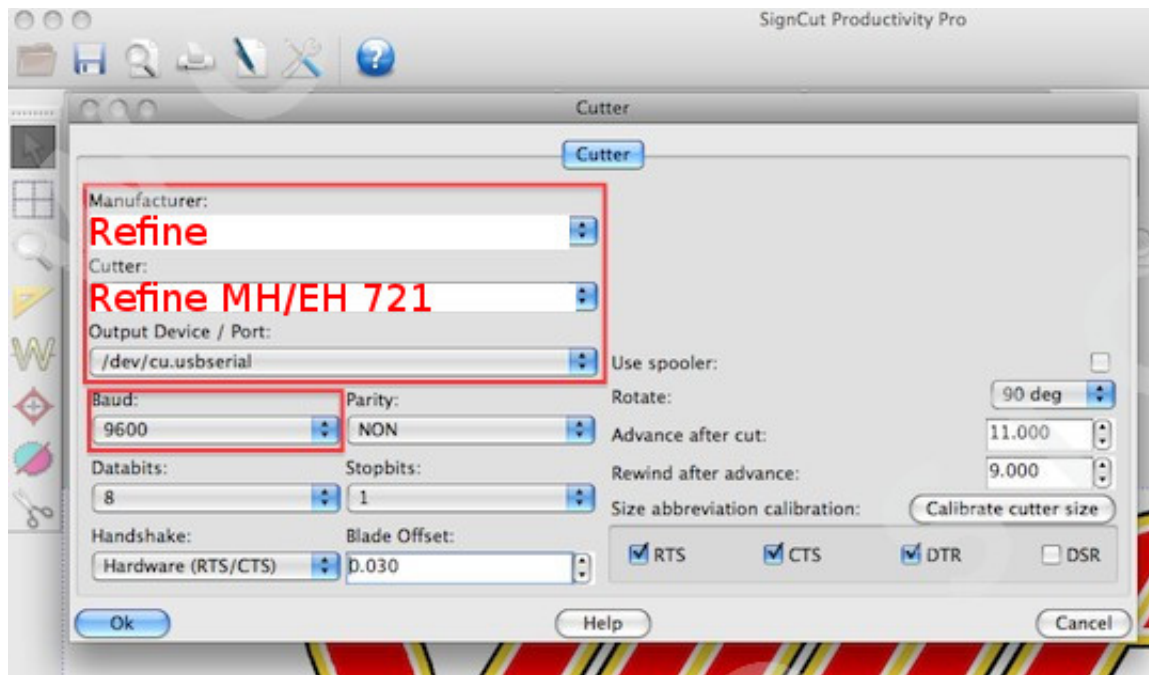 SignCut Productivity Pro
Cutter
Cutter
Manufacturer:
Refine
Cutter:
Refine MH/EH 721
Output Device / Port:
/dev/cu.usbserial
Use spooler:
Baud:
Parity:
Rotate:
90 deg
9600
NON
Advance after cut:
11.000
Databits:
Stopbits:
Rewind after advance:
9.000
8
1
Size abbreviation calibration:
Calibrate cutter size
Handshake:
Blade Offset:
Hardware (RTS/CTS)
0.030
RTS
CTS
DTR
DSR
Ok
Help
Cancel